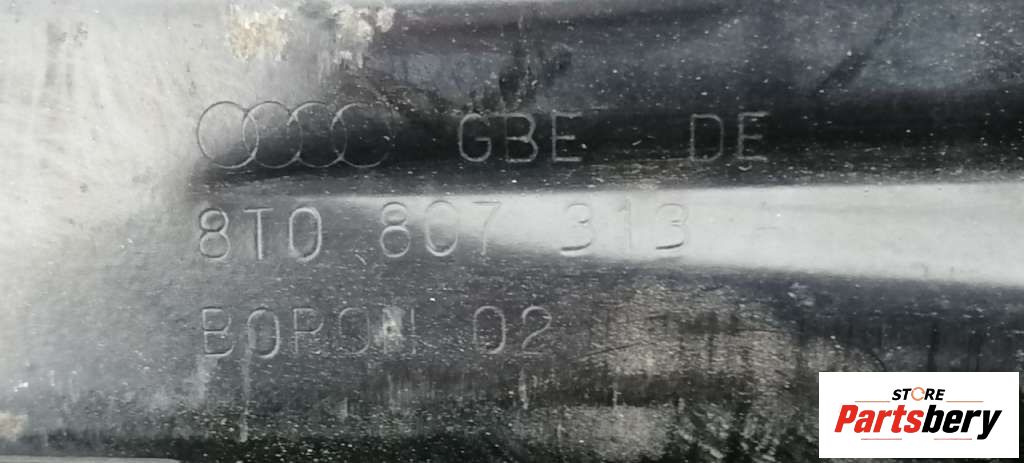 GBE DE
8T0 807 313 A
BORON 02
STORE
Partsbery